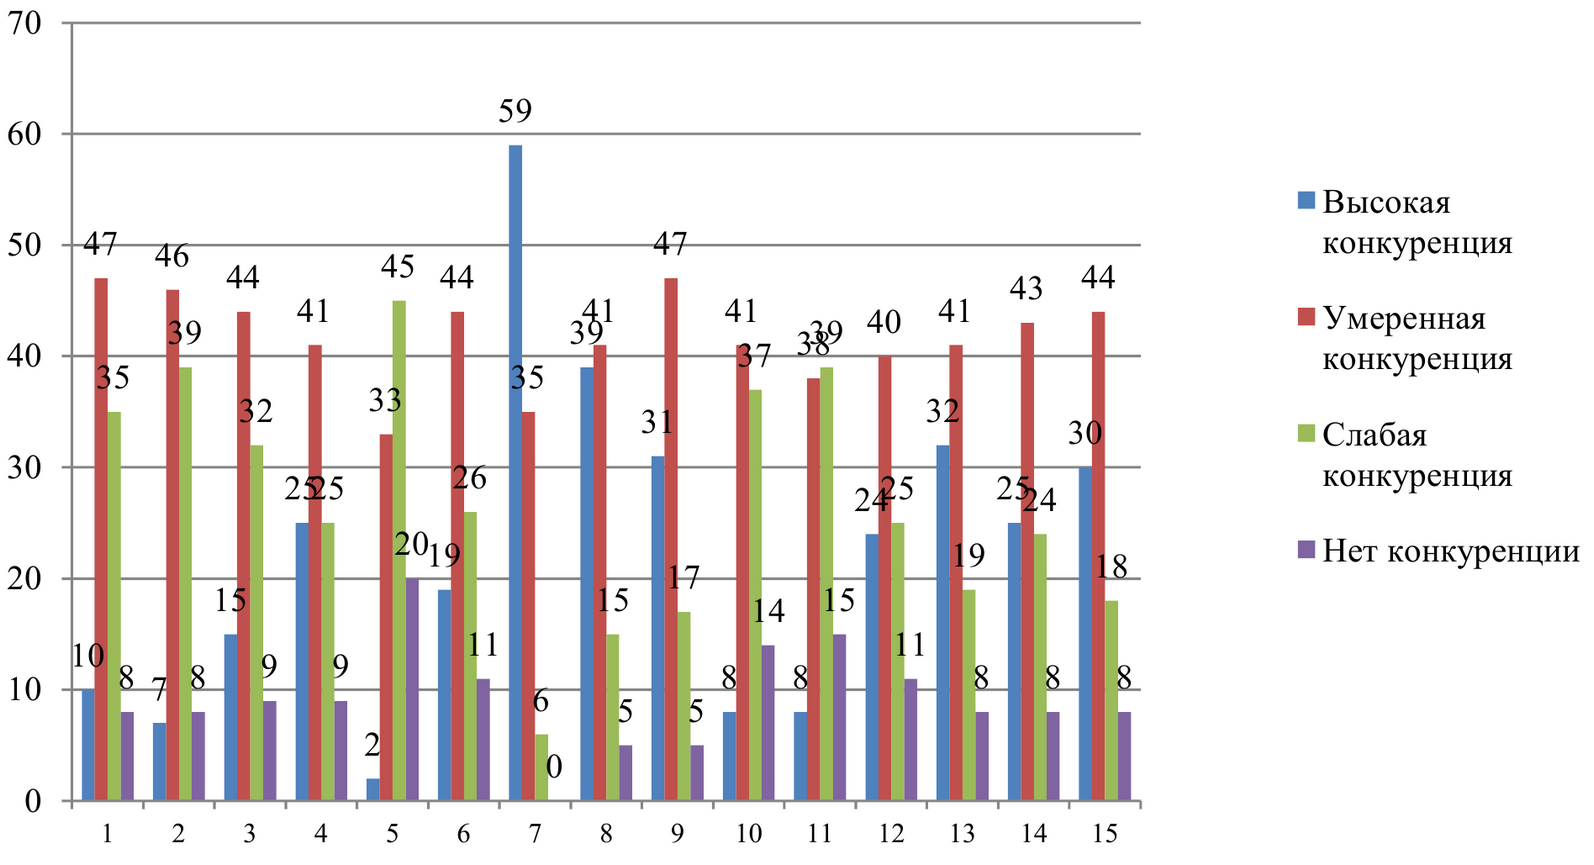 70
60
50
40
30
20
10
0
10 47 35 8
7 46 39 8
15 44 32 9
25 41 25 9
2 33 45 20
19 44 26 11
59 35 6 0
39 41 15 5
31 47 17 5
8 41 37 14
8 38 39 15
24 40 25 11
32 41 19 8
25 43 24 8
30 44 18 8
1 2 3 4 5 6 7 8 9 10 11 12 13 14 15
Высокая
конкуренция
Умеренная
конкуренция
Слабая
конкуренция
Нет конкуренции